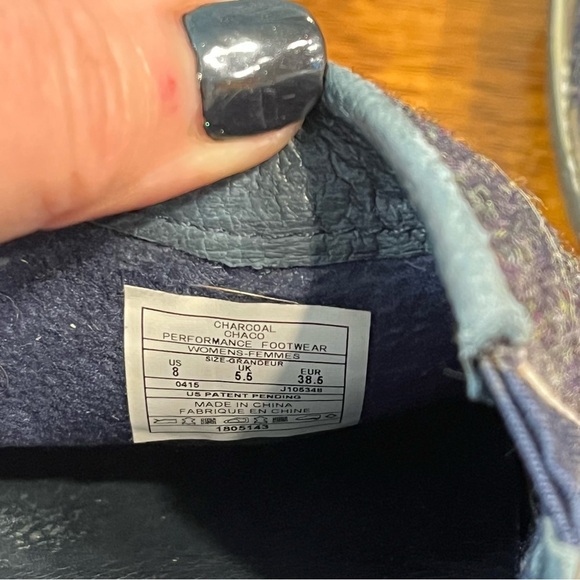 CHARCOAL
CHACO
PERFORMANCE FOOTWEAR
WOMENS-FEMMES
SIZE-GRANDEUR
US UK EUR
8 5.5 38.5
0415 J105348
US PATENT PENDING
MADE IN CHINA
FABRIQUE EN CHINE
1805143